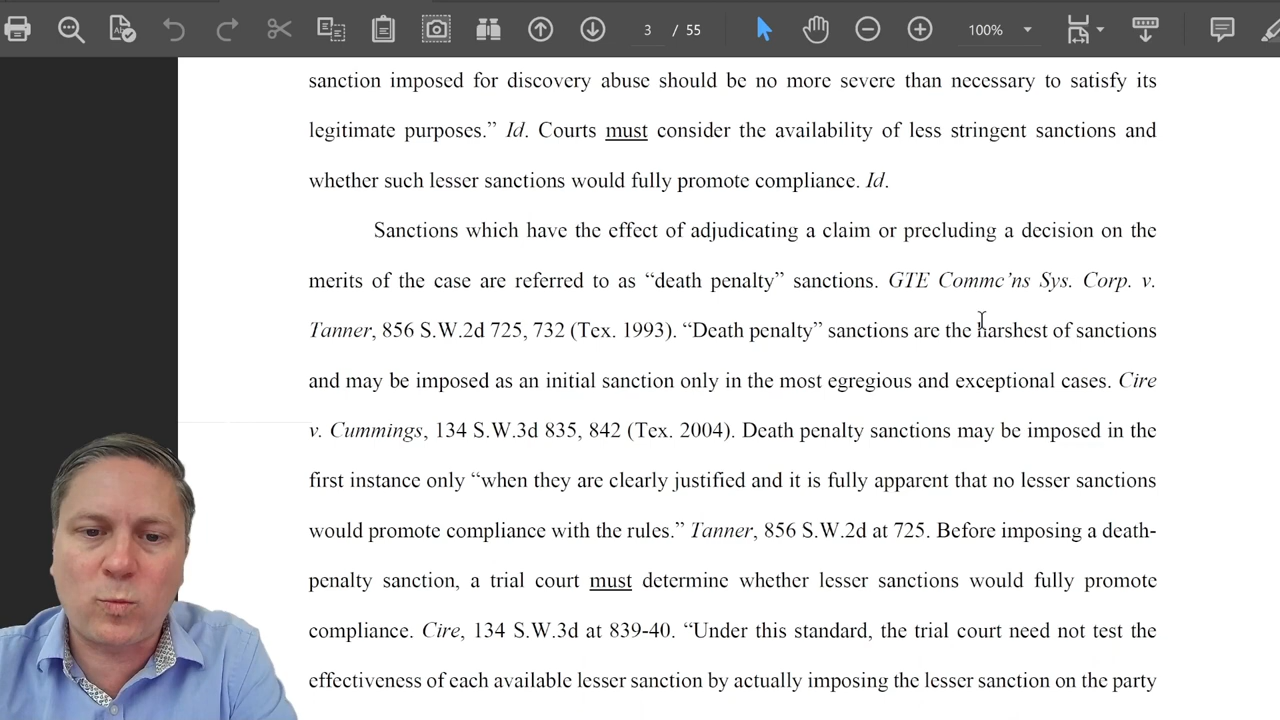 3 / 55
100%
sanction imposed for discovery abuse should be no more severe than necessary to satisfy its
legitimate purposes.” Id. Courts must consider the availability of less stringent sanctions and
whether such lesser sanctions would fully promote compliance. Id.
Sanctions which have the effect of adjudicating a claim or precluding a decision on the
merits of the case are referred to as “death penalty” sanctions. GTE Commc’ns Sys. Corp. v.
Tanner, 856 S.W.2d 725, 732 (Tex. 1993). “Death penalty” sanctions are the harshest of sanctions
and may be imposed as an initial sanction only in the most egregious and exceptional cases. Cire
v. Cummings, 134 S.W.3d 835, 842 (Tex. 2004). Death penalty sanctions may be imposed in the
first instance only “when they are clearly justified and it is fully apparent that no lesser sanctions
would promote compliance with the rules.” Tanner, 856 S.W.2d at 725. Before imposing a death-
penalty sanction, a trial court must determine whether lesser sanctions would fully promote
compliance. Cire, 134 S.W.3d at 839-40. “Under this standard, the trial court need not test the
effectiveness of each available lesser sanction by actually imposing the lesser sanction on the party